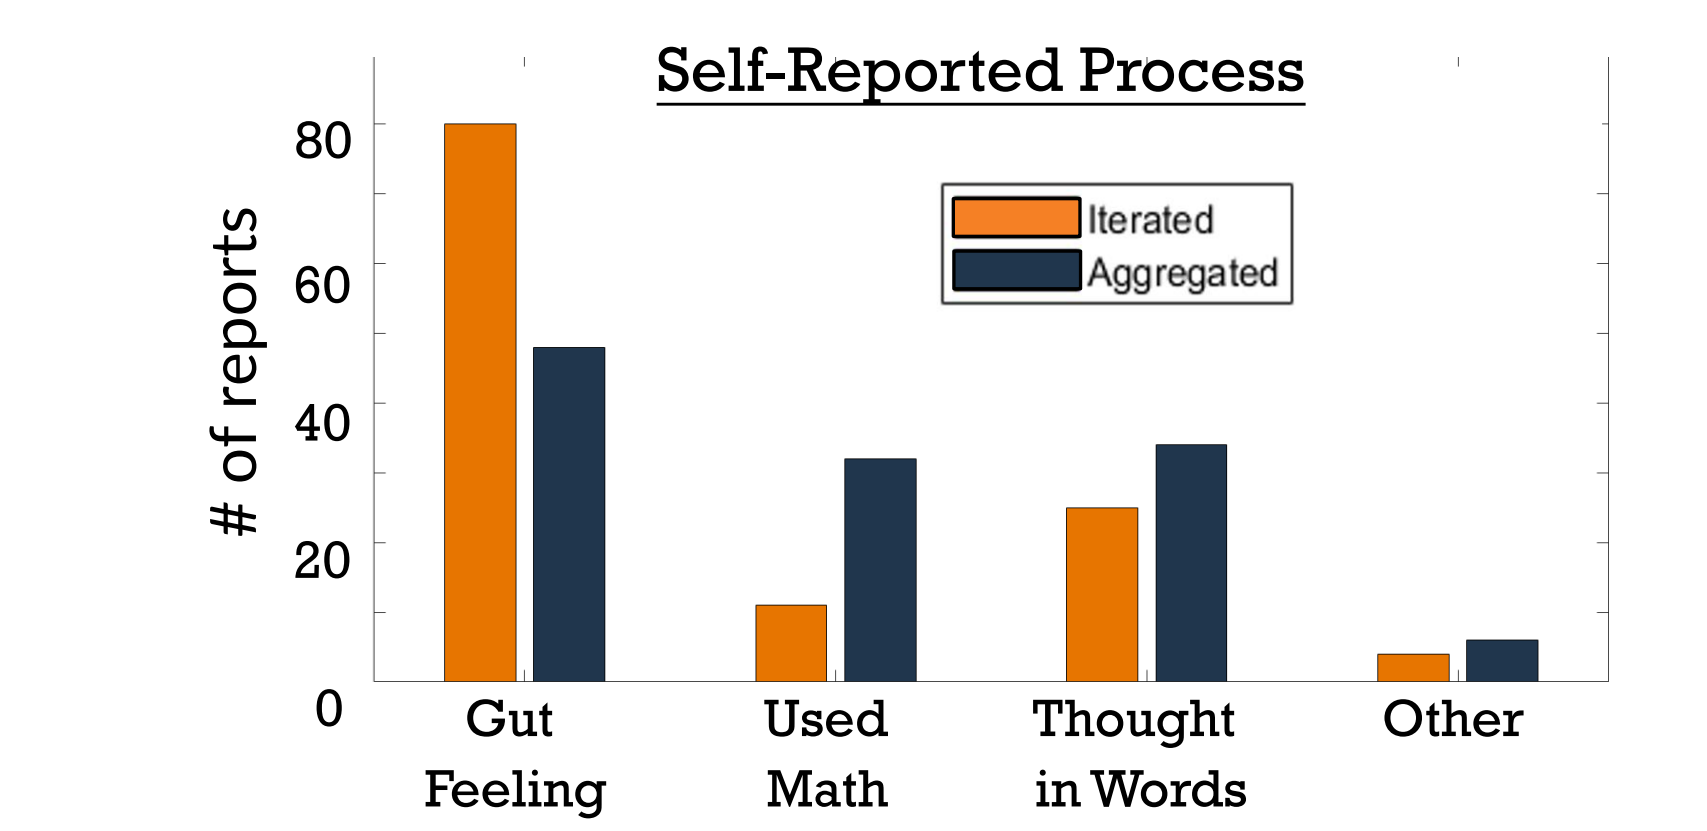 Self-Reported Process
80
60
40
20
0
# of reports
Iterated
Aggregated
Gut
Feeling
Used
Math
Thought
in Words
Other